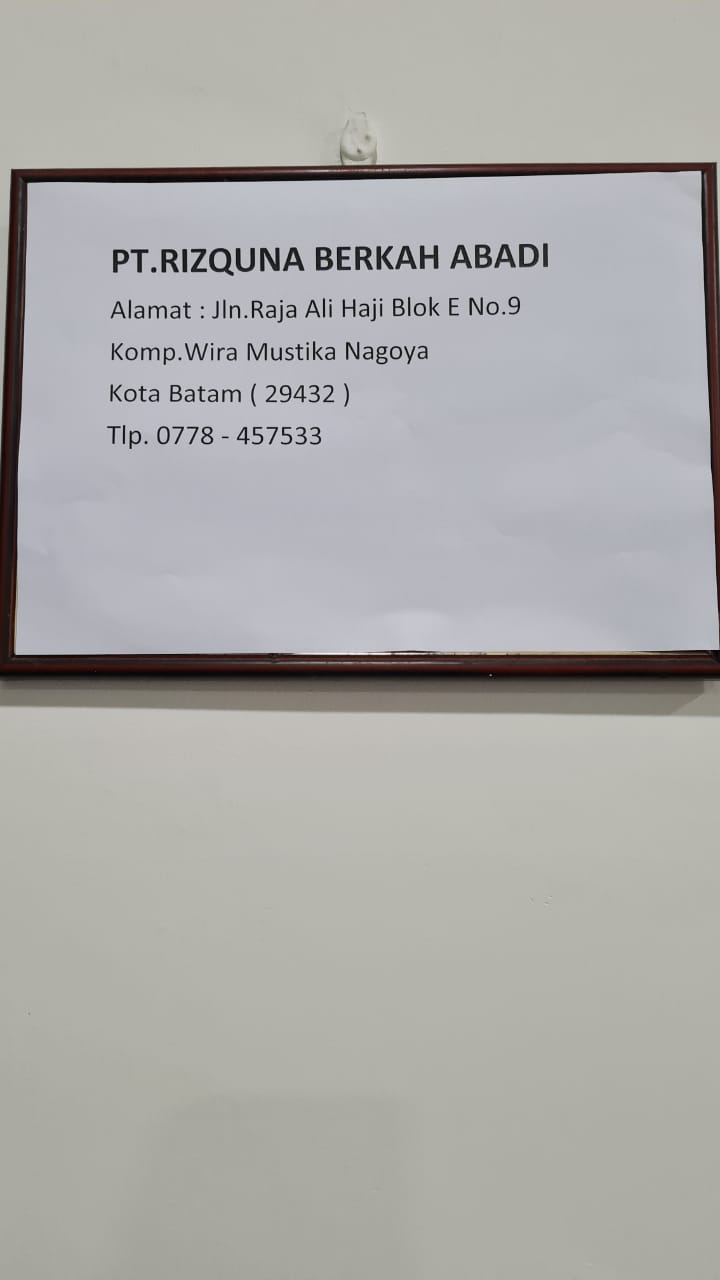 PT.RIZQUNA BERKAH ABADI
Alamat : Jln.Raja Ali Haji Blok E No.9
Komp.Wira Mustika Nagoya
Kota Batam ( 29432 )
Tlp. 0778 - 457533